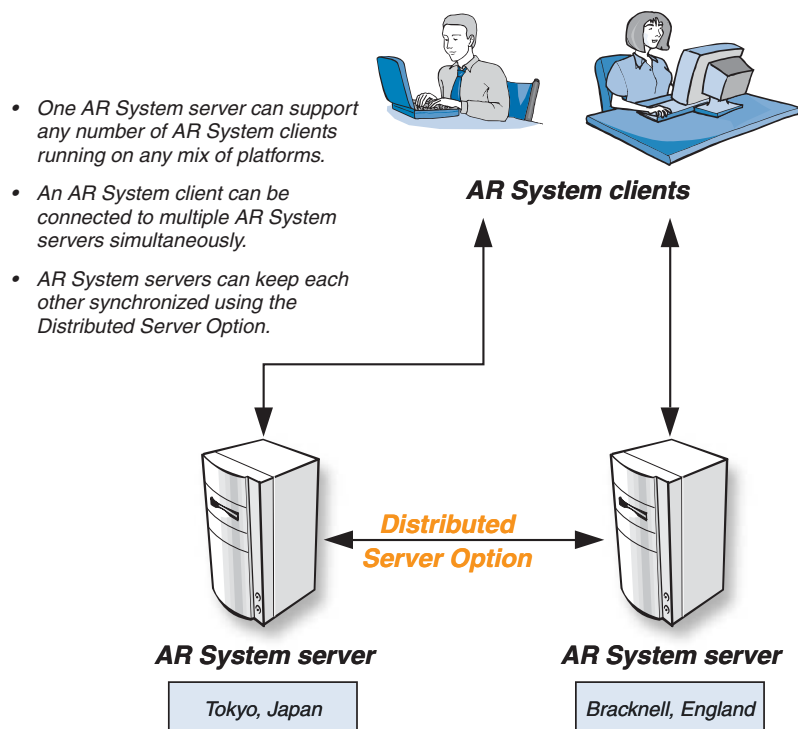 • One AR System server can support
any number of AR System clients
running on any mix of platforms.
• An AR System client can be
connected to multiple AR System
servers simultaneously.
• AR System servers can keep each
other synchronized using the
Distributed Server Option.
AR System clients
Distributed
Server Option
AR System server
AR System server
Tokyo, Japan
Bracknell, England